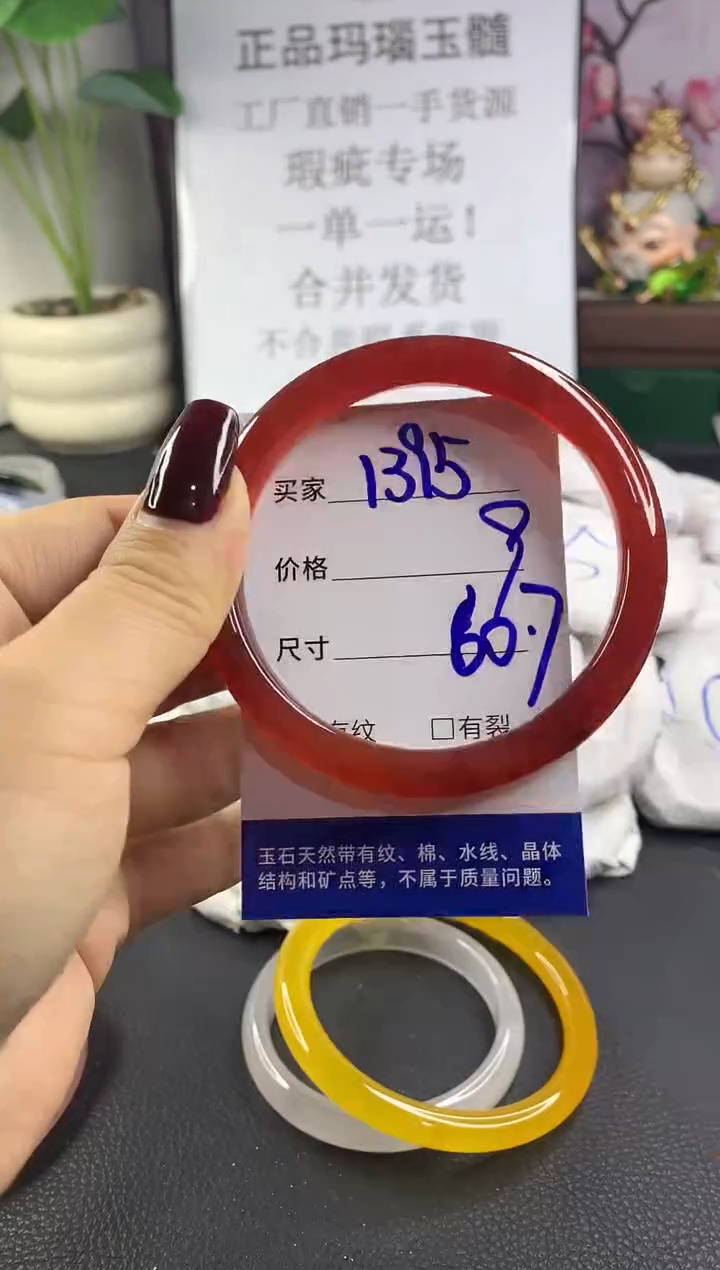 正品玛瑙玉髓
工厂直销一手货源
瑕疵专场
一单一运！
合并发货
买家 1395
价格 8
尺寸 60.7
有纹 □有裂
玉石天然带有纹、棉、水线、晶体
结构和矿点等，不属于质量问题。